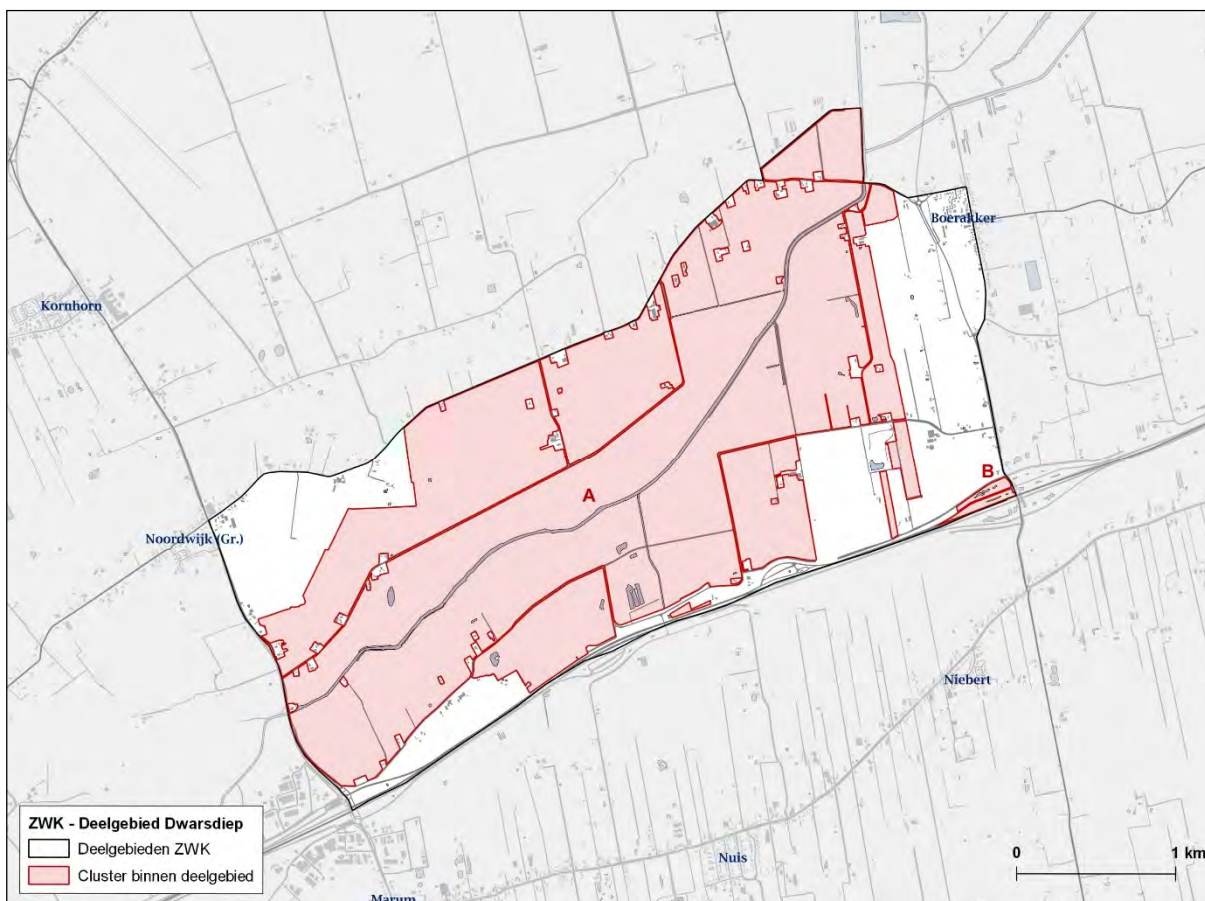 Boerakker
Kornhorn
B
A
Noordwijk (Gr.)
Niebert
ZWK - Deelgebied Dwarsdiep
Deelgebieden ZWK
Cluster binnen deelgebied
Nuis
0 1 km
Marum